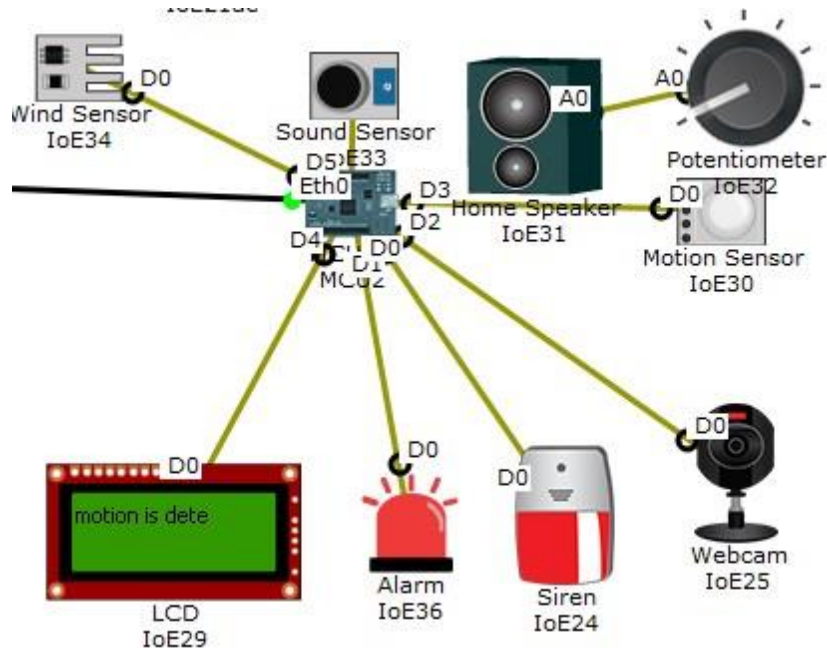 D0
Wind Sensor
IoE34
Sound Sensor
E33
A0
A0
Potentiometer
IoE32
D5
Eth0
D3
D0
Home Speaker
IoE31
D2
D4
D0
D1
Motion Sensor
IoE30
D0
motion is dete
LCD
IoE29
D0
Alarm
IoE36
D0
Siren
IoE24
D0
Webcam
IoE25